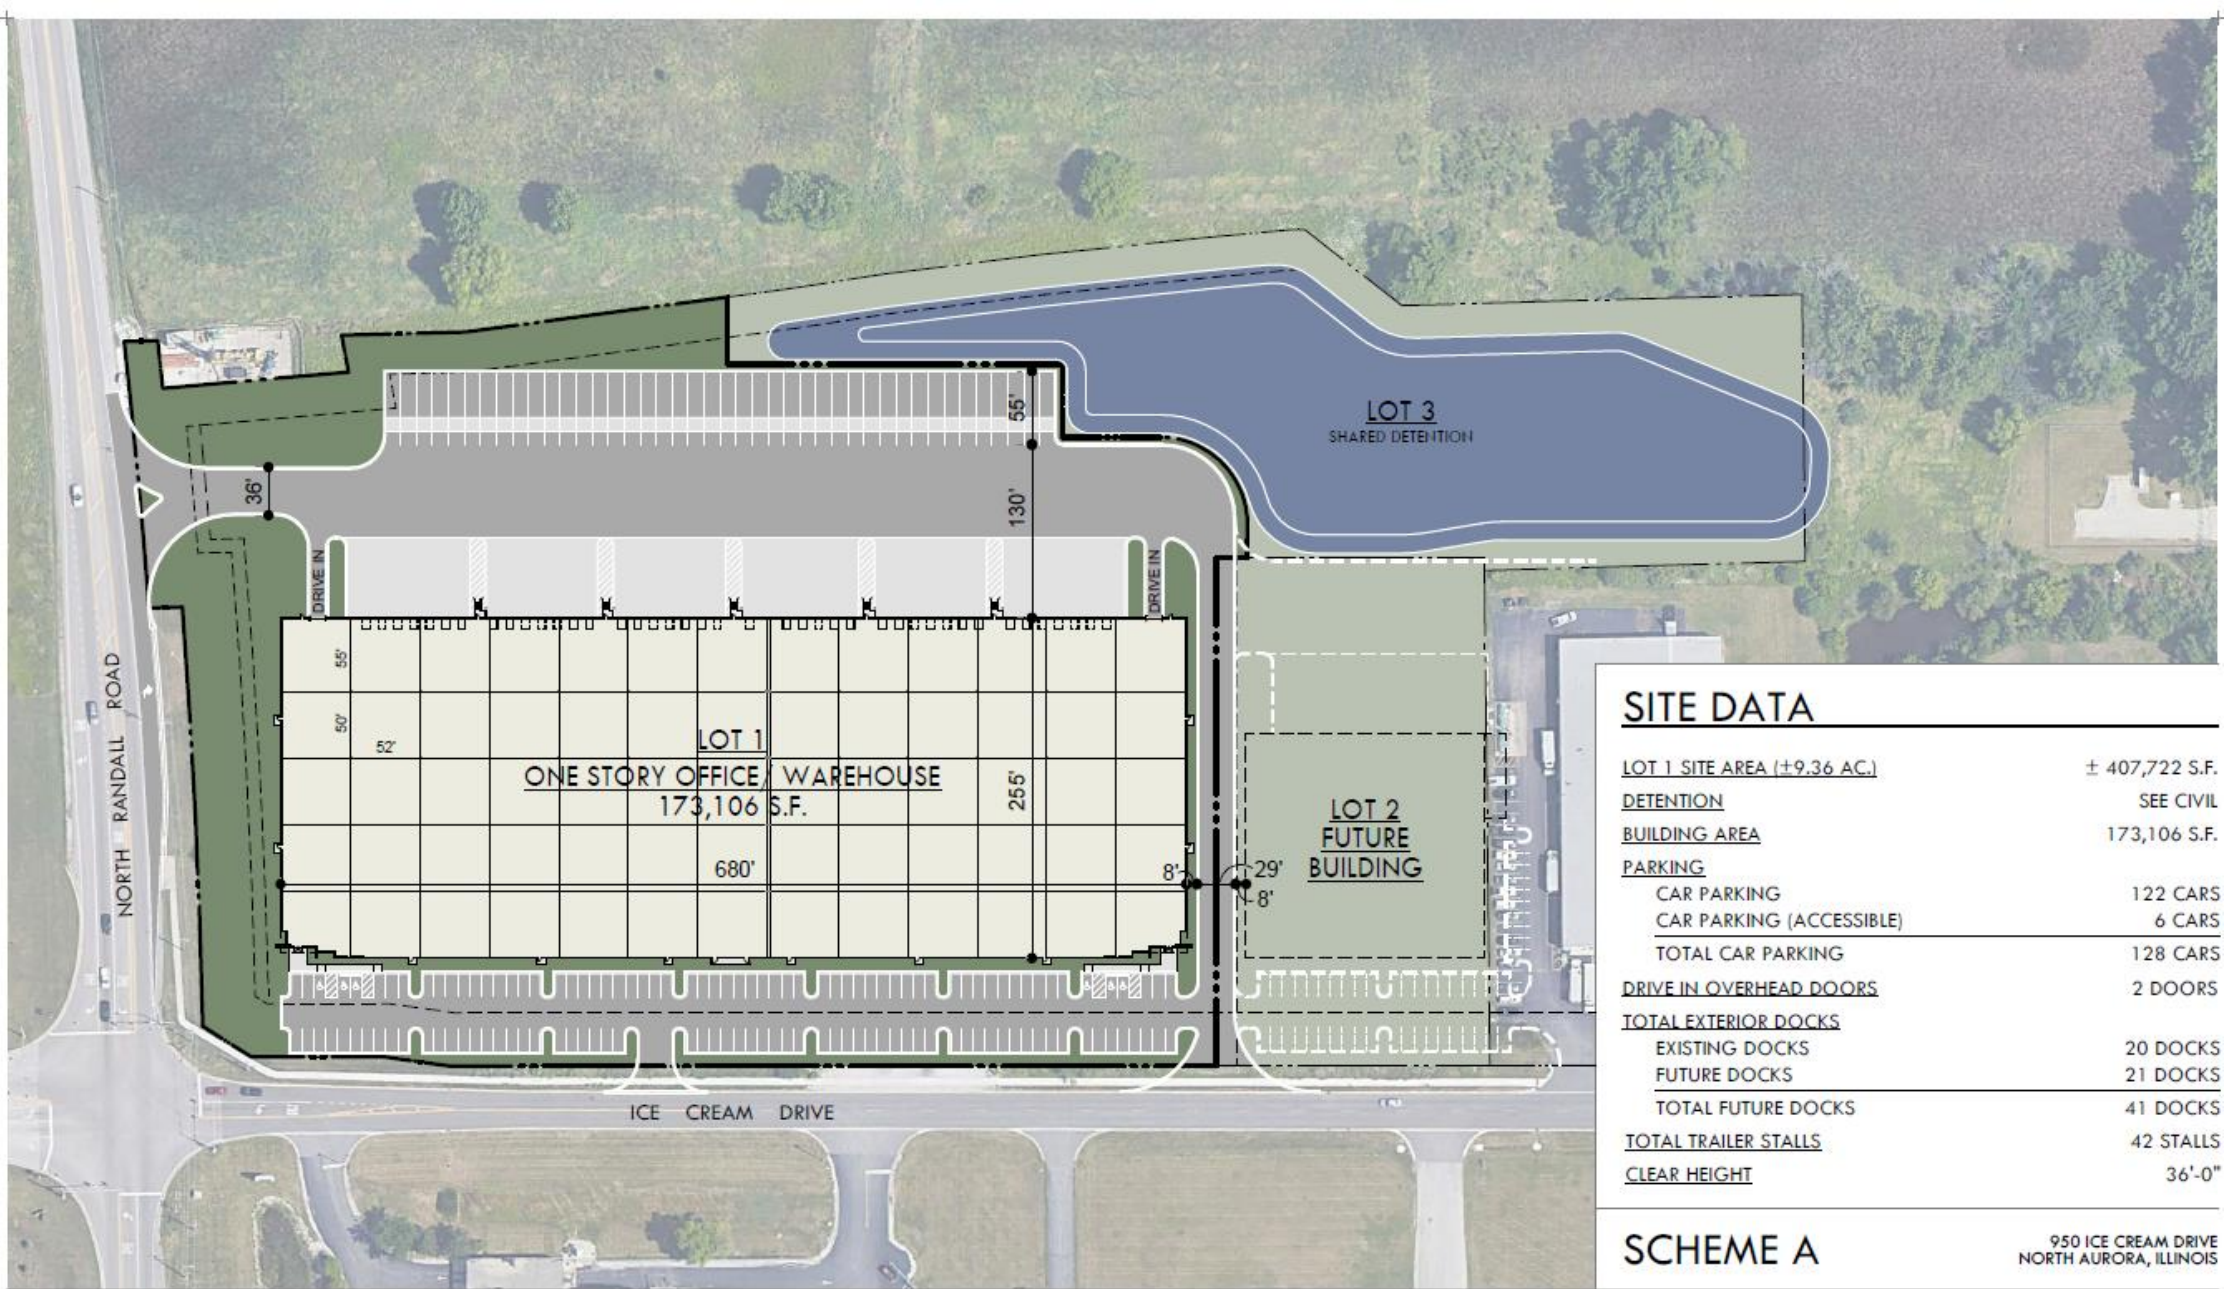 LOT 3
SHARED DETENTION
55'
36'
130'
DRIVE IN
DRIVE IN
NORTH RANDALL ROAD
55'
50'
52'
LOT 1
ONE STORY OFFICE/ WAREHOUSE
173,106 S.F.
255'
680'
8'
29'
8'
LOT 2
FUTURE
BUILDING
ICE CREAM DRIVE
SITE DATA
LOT 1 SITE AREA (±9.36 AC.) ± 407,722 S.F.
DETENTION SEE CIVIL
BUILDING AREA 173,106 S.F.
PARKING
CAR PARKING 122 CARS
CAR PARKING (ACCESSIBLE) 6 CARS
TOTAL CAR PARKING 128 CARS
DRIVE IN OVERHEAD DOORS 2 DOORS
TOTAL EXTERIOR DOCKS
EXISTING DOCKS 20 DOCKS
FUTURE DOCKS 21 DOCKS
TOTAL FUTURE DOCKS 41 DOCKS
TOTAL TRAILER STALLS 42 STALLS
CLEAR HEIGHT 36'-0"
SCHEME A
950 ICE CREAM DRIVE
NORTH AURORA, ILLINOIS